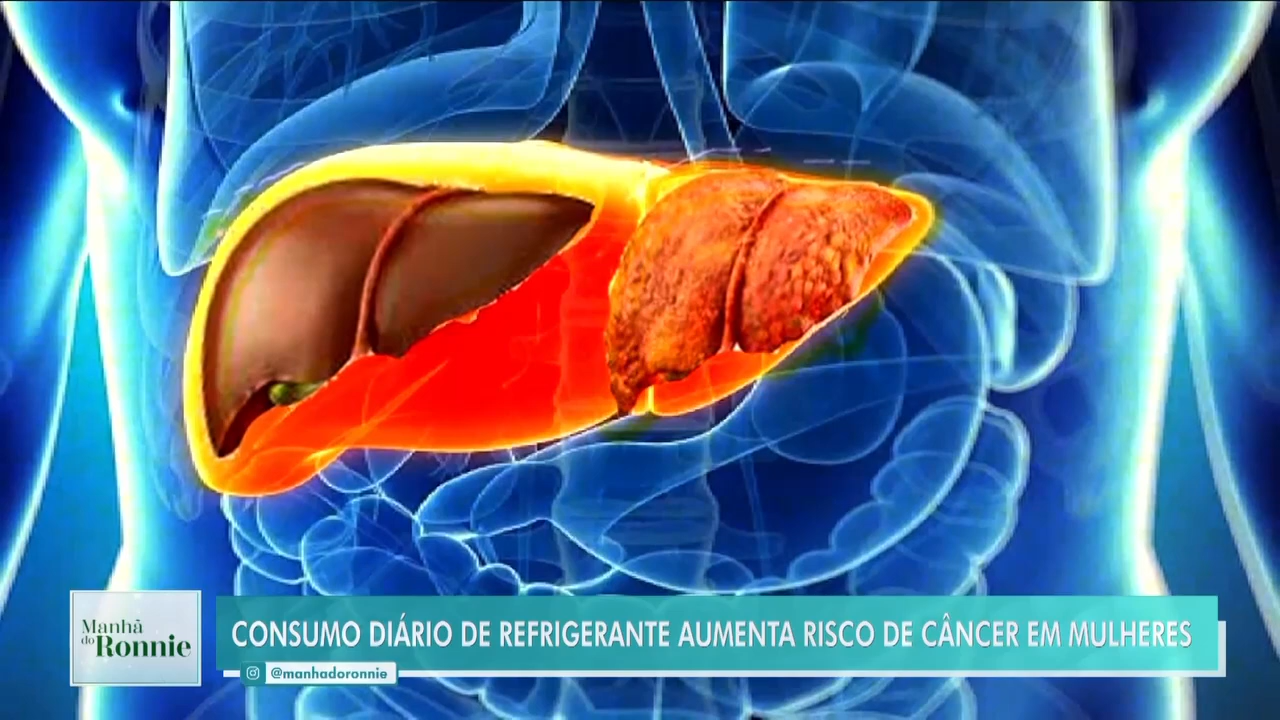 Manhã
do Ronnie
CONSUMO DIÁRIO DE REFRIGERANTE AUMENTA RISCO DE CÂNCER EM MULHERES
@manhadoronnie